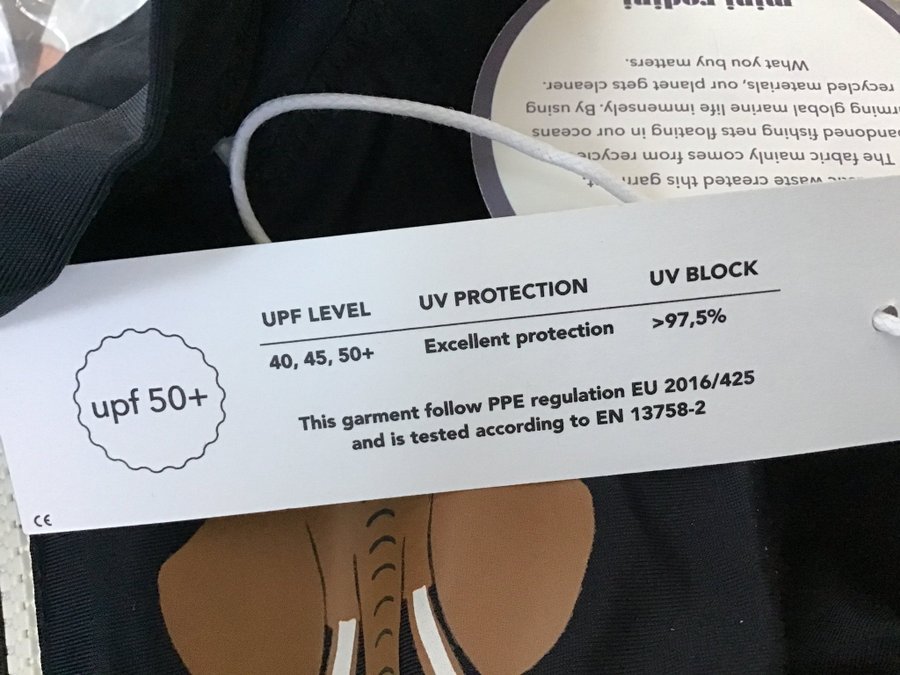 upf 50+
UPF LEVEL UV PROTECTION UV BLOCK
40, 45, 50+ Excellent protection >97,5%
This garment follow PPE regulation EU 2016/425
and is tested according to EN 13758-2
CE
waste created this
The fabric mainly comes from
fishing nets floating in our oceans
global marine life immensely. By using
recycled materials, our planet gets cleaner.
What you buy matters.
mini rodini